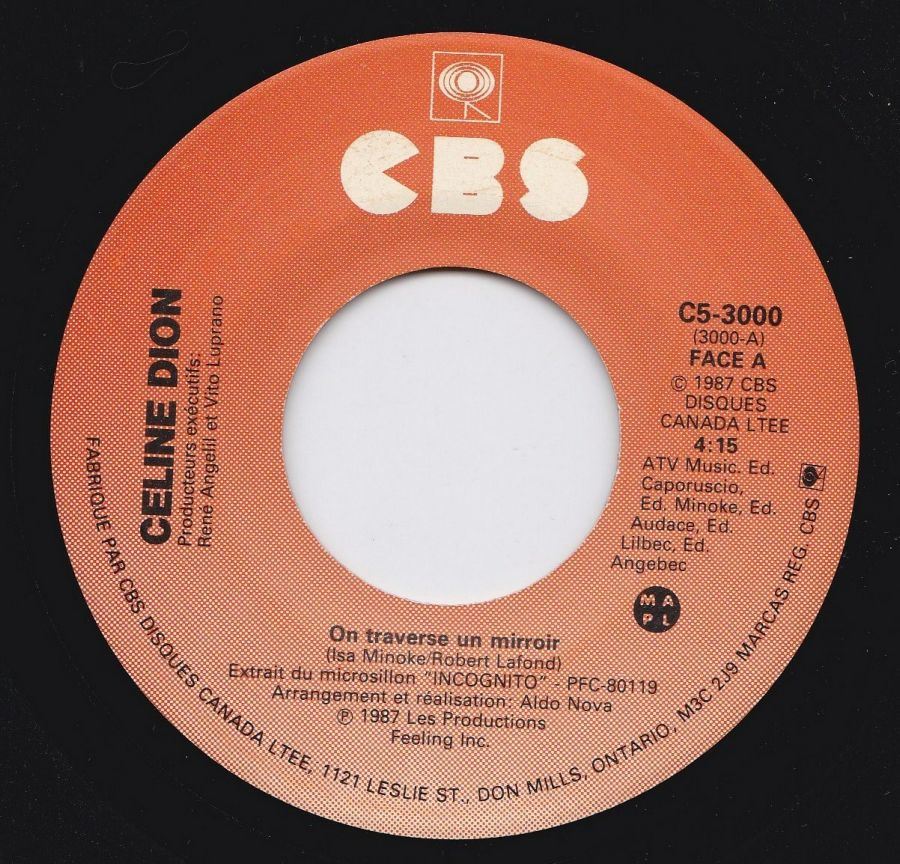 CBS
CELINE DION
Producteurs exécutifs:
Rene Angelil et Vito Luprano
C5-3000
(3000-A)
FACE A
© 1987 CBS
DISQUES
CANADA LTEE
4:15
ATV Music. Ed.
Caporuscio,
Ed. Minoke, Ed.
Audace, Ed.
Lilbec, Ed.
Angebec
M A
P L
On traverse un mirroir
(Isa Minoke/Robert Lafond)
Extrait du microsillon "INCOGNITO" - PFC-80119
Arrangement et réalisation: Aldo Nova
℗ 1987 Les Productions
Feeling Inc.
FABRIQUE PAR CBS DISQUES CANADA LTEE, 1121 LESLIE ST., DON MILLS, ONTARIO, M3C 2J9 MARCAS REG. CBS